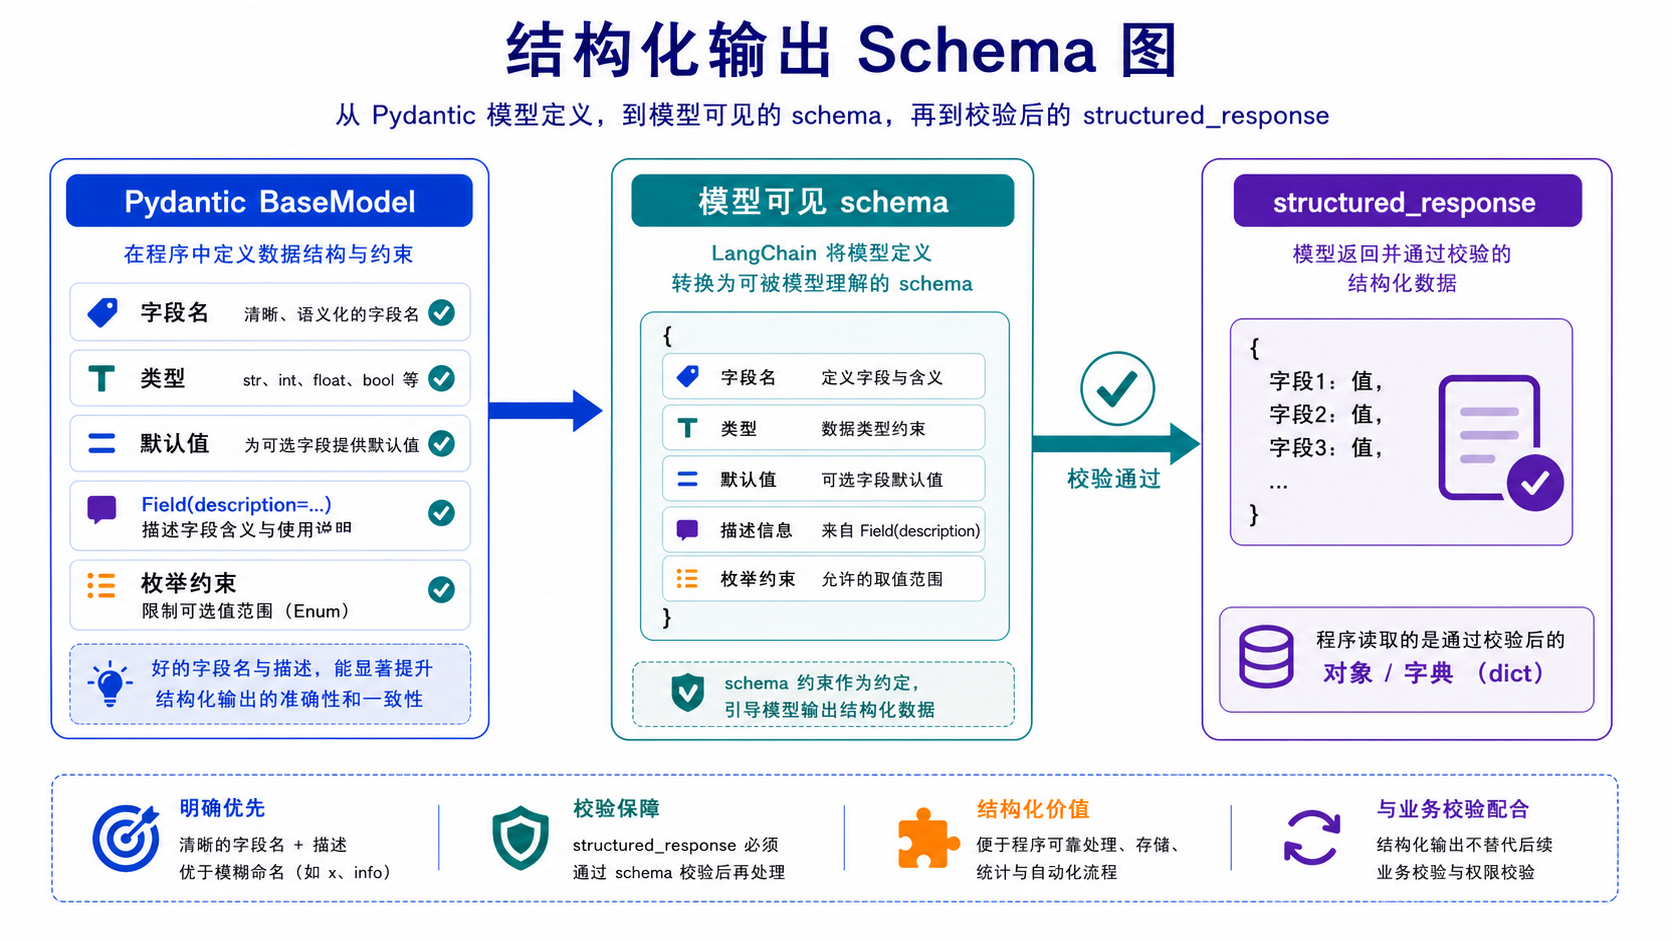 结构化输出 Schema 图
从 Pydantic 模型定义，到模型可见的 schema，再到校验后的 structured_response
Pydantic BaseModel
在程序中定义数据结构与约束
字段名 清晰、语义化的字段名
类型 str、int、float、bool 等
默认值 为可选字段提供默认值
Field(description=...)
描述字段含义与使用说明
枚举约束
限制可选值范围（Enum）
好的字段名与描述，能显著提升
结构化输出的准确性和一致性
模型可见 schema
LangChain 将模型定义
转换为可被模型理解的 schema
{
字段名 定义字段与含义
类型 数据类型约束
默认值 可选字段默认值
描述信息 来自 Field(description)
枚举约束 允许的取值范围
}
schema 约束作为约定，
引导模型输出结构化数据
校验通过
structured_response
模型返回并通过校验的
结构化数据
{
字段1：值，
字段2：值，
字段3：值，
...
}
程序读取的是通过校验后的
对象 / 字典 （dict）
明确优先
清晰的字段名 + 描述
优于模糊命名（如 x、info）
校验保障
structured_response 必须
通过 schema 校验后再处理
结构化价值
便于程序可靠处理、存储、
统计与自动化流程
与业务校验配合
结构化输出不替代后续
业务校验与权限校验